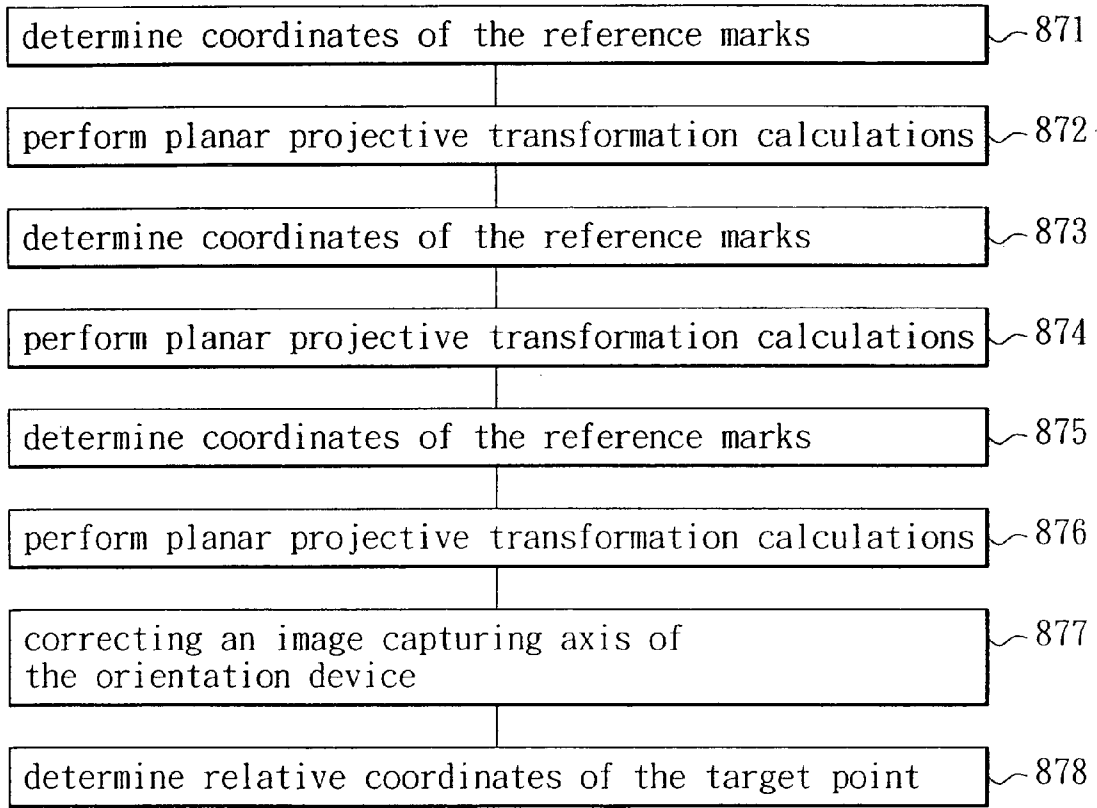 determine coordinates of the reference marks 871
perform planar projective transformation calculations 872
determine coordinates of the reference marks 873
perform planar projective transformation calculations 874
determine coordinates of the reference marks 875
perform planar projective transformation calculations 876
correcting an image capturing axis of 877
the orientation device
determine relative coordinates of the target point 878